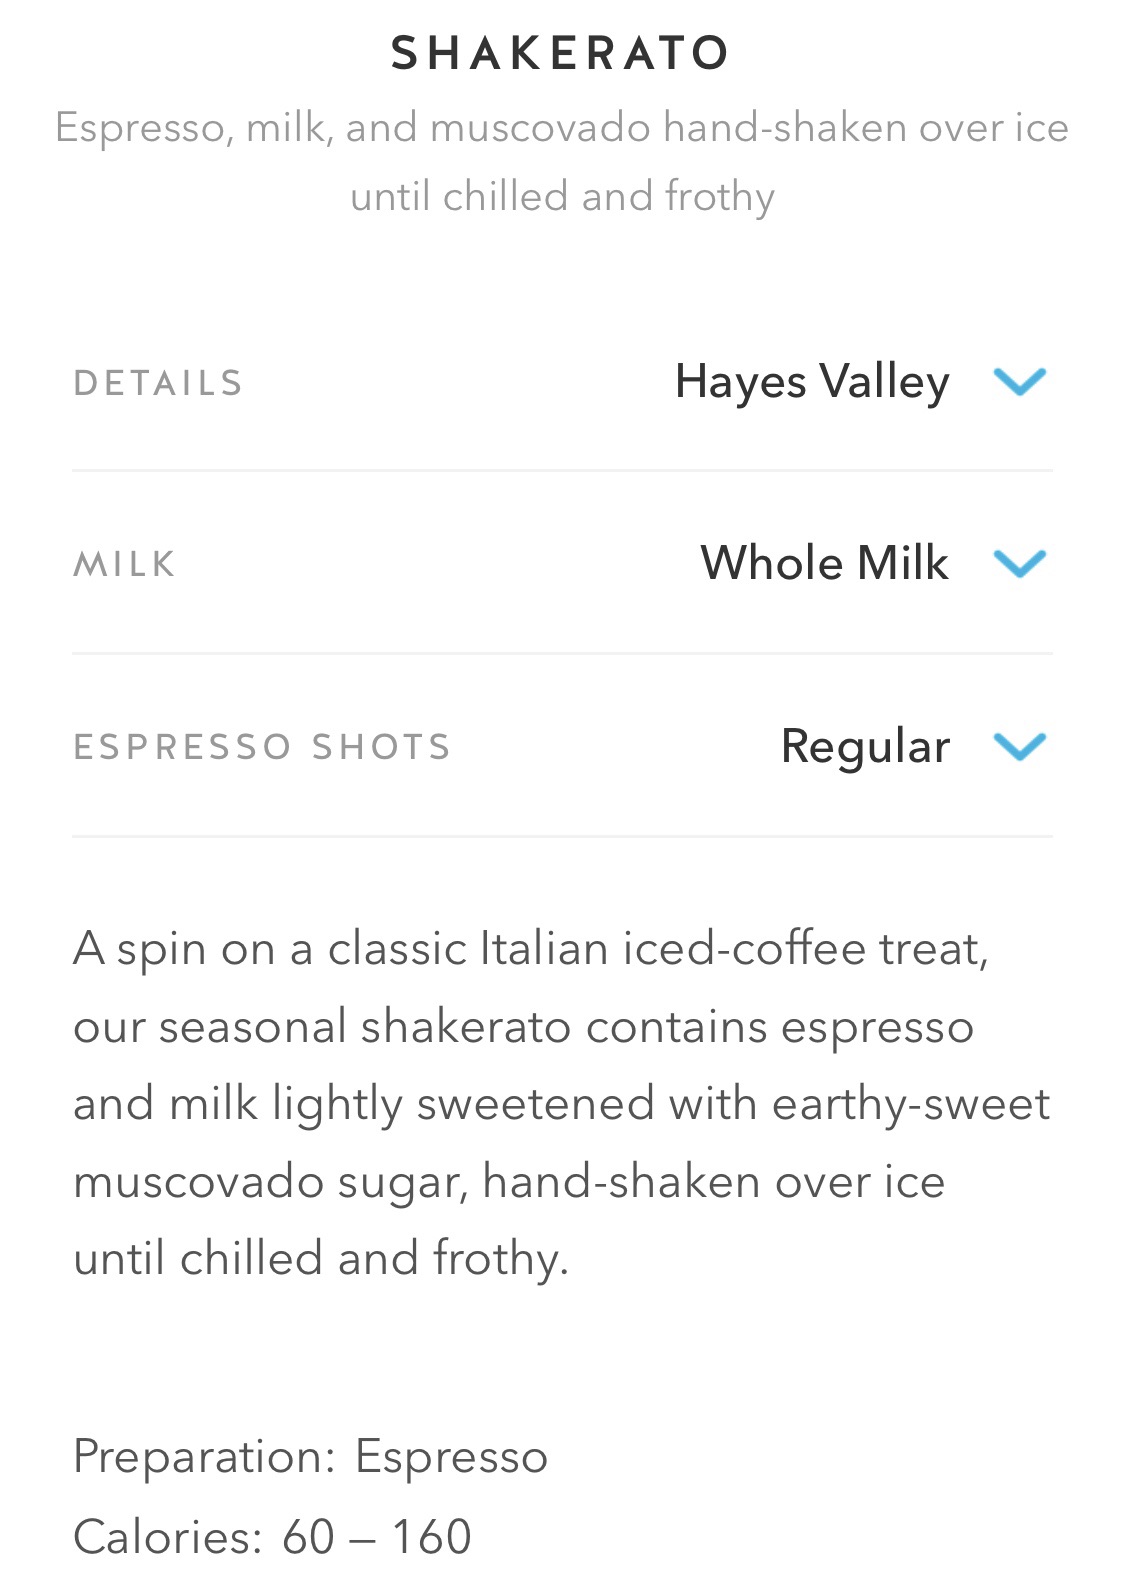 SHAKERATO
Espresso, milk, and muscovado hand-shaken over ice
until chilled and frothy
DETAILS Hayes Valley
MILK Whole Milk
ESPRESSO SHOTS Regular
A spin on a classic Italian iced-coffee treat,
our seasonal shakerato contains espresso
and milk lightly sweetened with earthy-sweet
muscovado sugar, hand-shaken over ice
until chilled and frothy.
Preparation: Espresso
Calories: 60 – 160